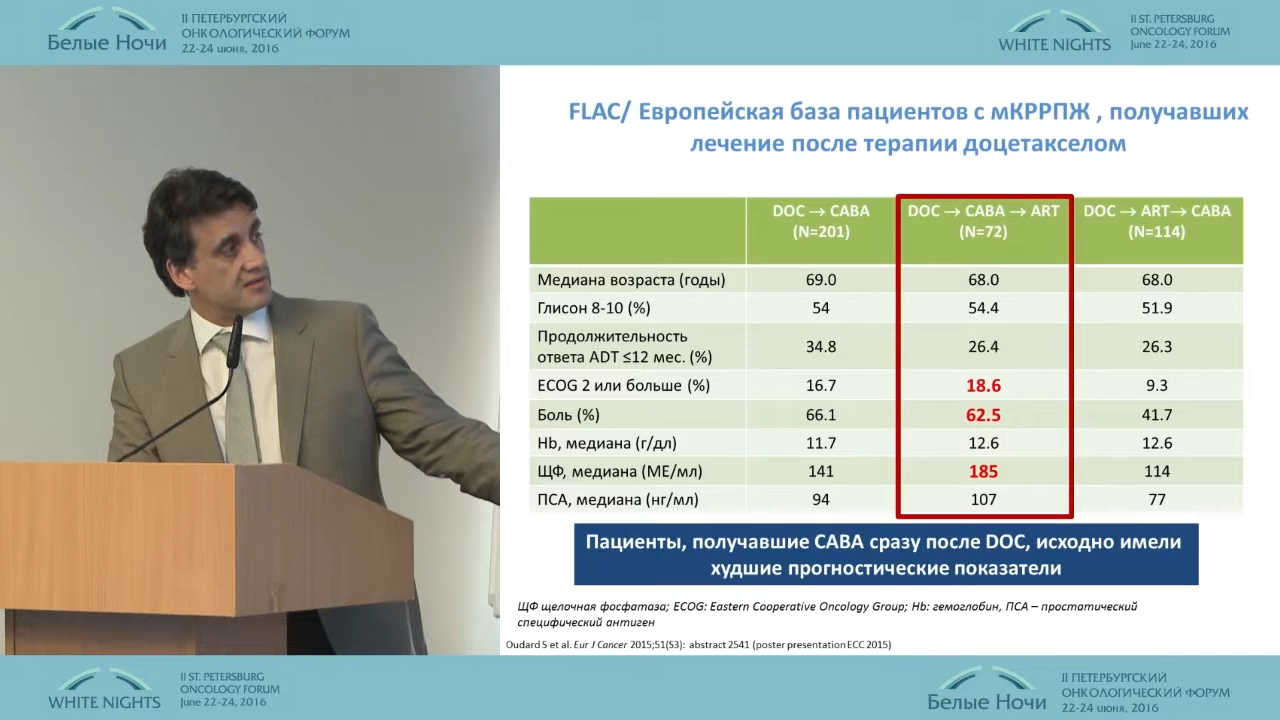 Белые Ночи
II ПЕТЕРБУРГСКИЙ
ОНКОЛОГИЧЕСКИЙ ФОРУМ
22-24 июня, 2016
WHITE NIGHTS
II ST. PETERSBURG
ONCOLOGY FORUM
June 22-24, 2016
FLAC/ Европейская база пациентов с мКРРПЖ , получавших
лечение после терапии доцетакселом
DOC → CABA DOC → CABA → ART DOC → ART→ CABA
(N=201) (N=72) (N=114)
Медиана возраста (годы) 69.0 68.0 68.0
Глисон 8-10 (%) 54 54.4 51.9
Продолжительность
ответа ADT ≤12 мес. (%) 34.8 26.4 26.3
ECOG 2 или больше (%) 16.7 18.6 9.3
Боль (%) 66.1 62.5 41.7
Hb, медиана (г/дл) 11.7 12.6 12.6
ЩФ, медиана (МЕ/мл) 141 185 114
ПСА, медиана (нг/мл) 94 107 77
Пациенты, получавшие CABA сразу после DOC, исходно имели
худшие прогностические показатели
ЩФ щелочная фосфатаза; ECOG: Eastern Cooperative Oncology Group; Hb: гемоглобин, ПСА – простатический
специфический антиген
Oudard S et al. Eur J Cancer 2015;51(S3): abstract 2541 (poster presentation ECC 2015)
WHITE NIGHTS
II ST. PETERSBURG
ONCOLOGY FORUM
June 22-24, 2016
Белые Ночи
II ПЕТЕРБУРГСКИЙ
ОНКОЛОГИЧЕСКИЙ ФОРУМ
22-24 июня, 2016